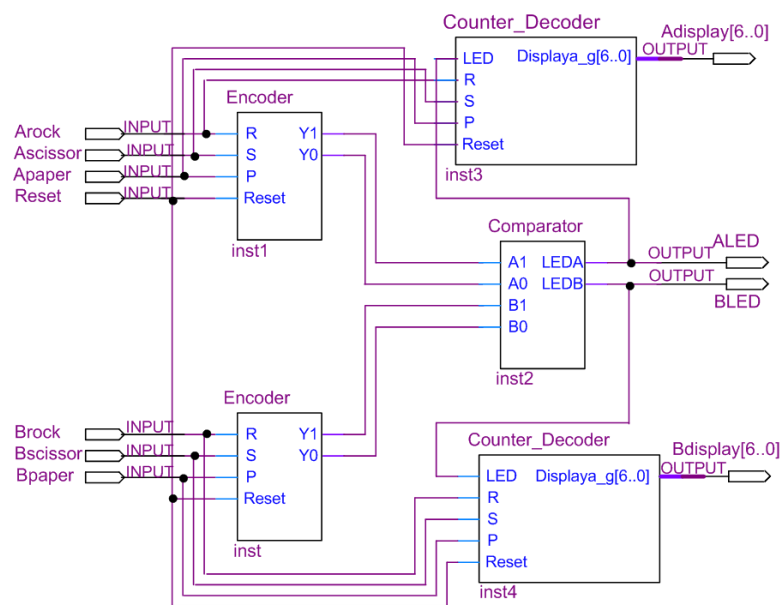 Counter_Decoder
Adisplay[6..0]
LED Displaya_g[6..0] OUTPUT
R
S
P
Reset
inst3
Encoder
Arock INPUT R Y1
Ascissor INPUT S Y0
Apaper INPUT P
Reset INPUT Reset
inst1
Comparator
ALED
A1 LEDA OUTPUT
A0 LEDB OUTPUT
B1 BLED
B0
inst2
Encoder
Brock INPUT R Y1
Bscissor INPUT S Y0
Bpaper INPUT P
Reset
inst
Counter_Decoder
Bdisplay[6..0]
LED Displaya_g[6..0] OUTPUT
R
S
P
Reset
inst4